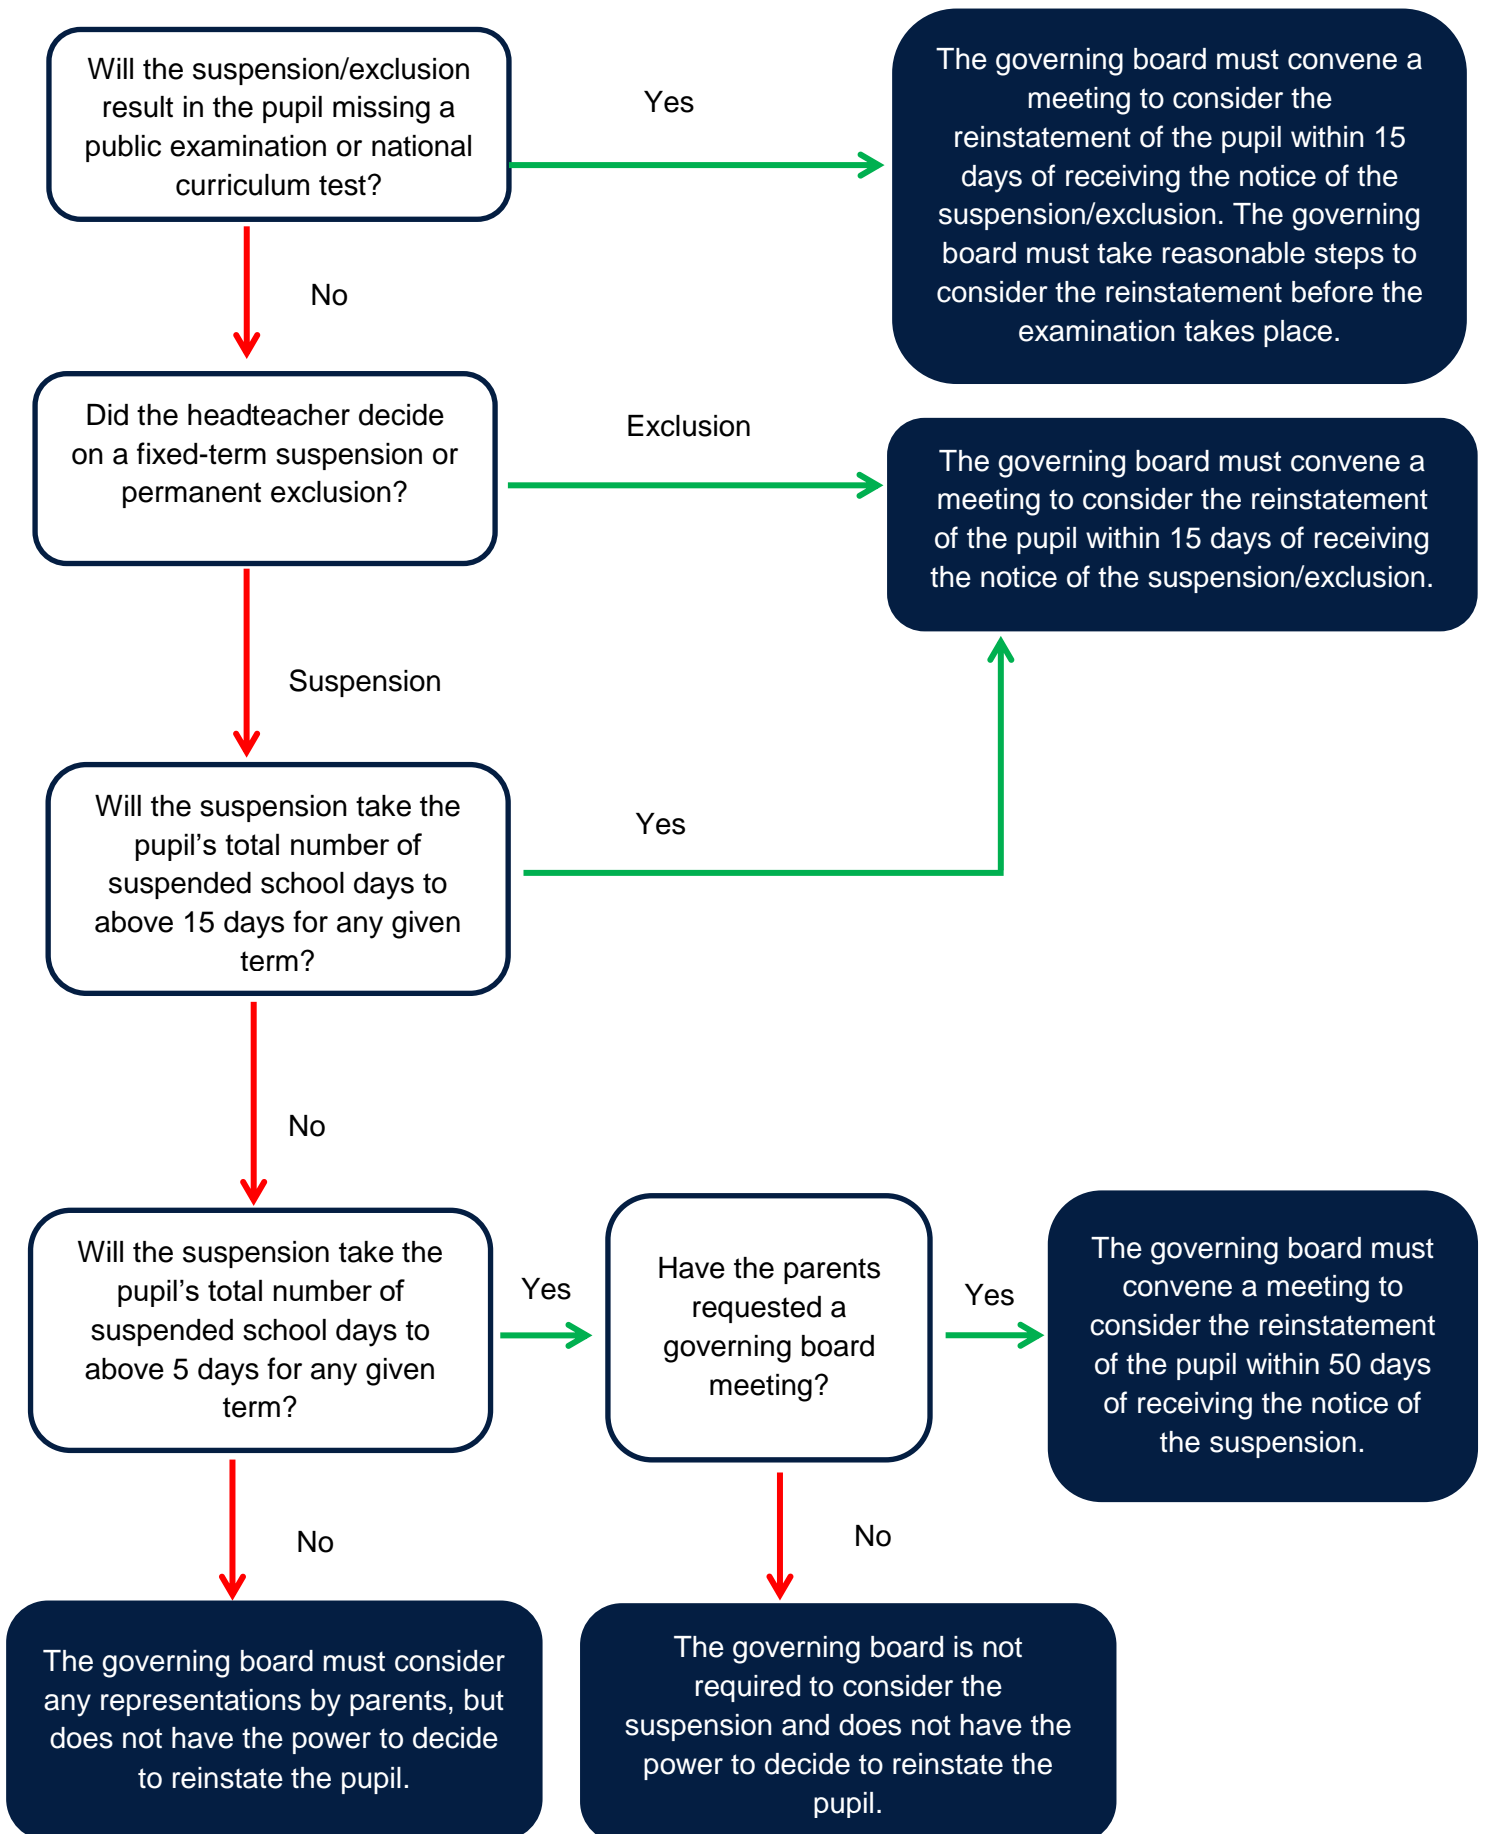 Will the suspension/exclusion
result in the pupil missing a
public examination or national
curriculum test?
Yes
The governing board must convene a
meeting to consider the
reinstatement of the pupil within 15
days of receiving the notice of the
suspension/exclusion. The governing
board must take reasonable steps to
consider the reinstatement before the
examination takes place.
No
Did the headteacher decide
on a fixed-term suspension or
permanent exclusion?
Exclusion
The governing board must convene a
meeting to consider the reinstatement
of the pupil within 15 days of receiving
the notice of the suspension/exclusion.
Suspension
Will the suspension take the
pupil’s total number of
suspended school days to
above 15 days for any given
term?
Yes
No
Will the suspension take the
pupil’s total number of
suspended school days to
above 5 days for any given
term?
Yes
Have the parents
requested a
governing board
meeting?
Yes
The governing board must
convene a meeting to
consider the reinstatement
of the pupil within 50 days
of receiving the notice of
the suspension.
No
No
The governing board must consider
any representations by parents, but
does not have the power to decide
to reinstate the pupil.
The governing board is not
required to consider the
suspension and does not have the
power to decide to reinstate the
pupil.